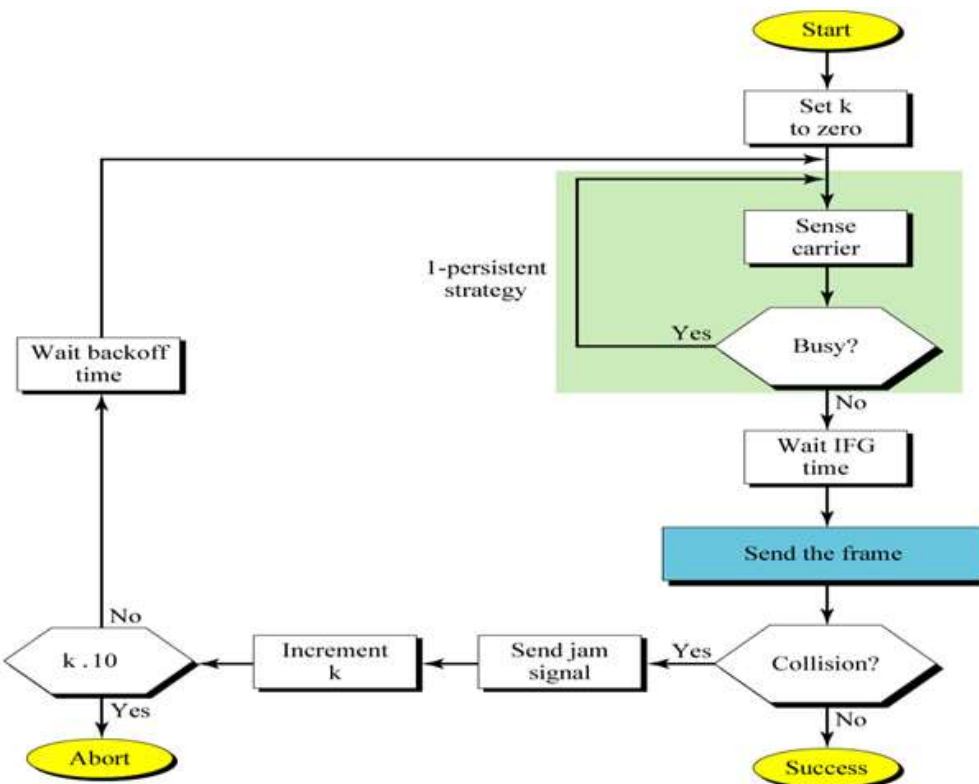 Start
Set k
to zero
Sense
carrier
1-persistent
strategy
Yes
Busy?
No
Wait backoff
time
Wait IFG
time
Send the frame
No
k . 10
Increment
k
Send jam
signal
Yes
Collision?
Yes
No
Abort
Success